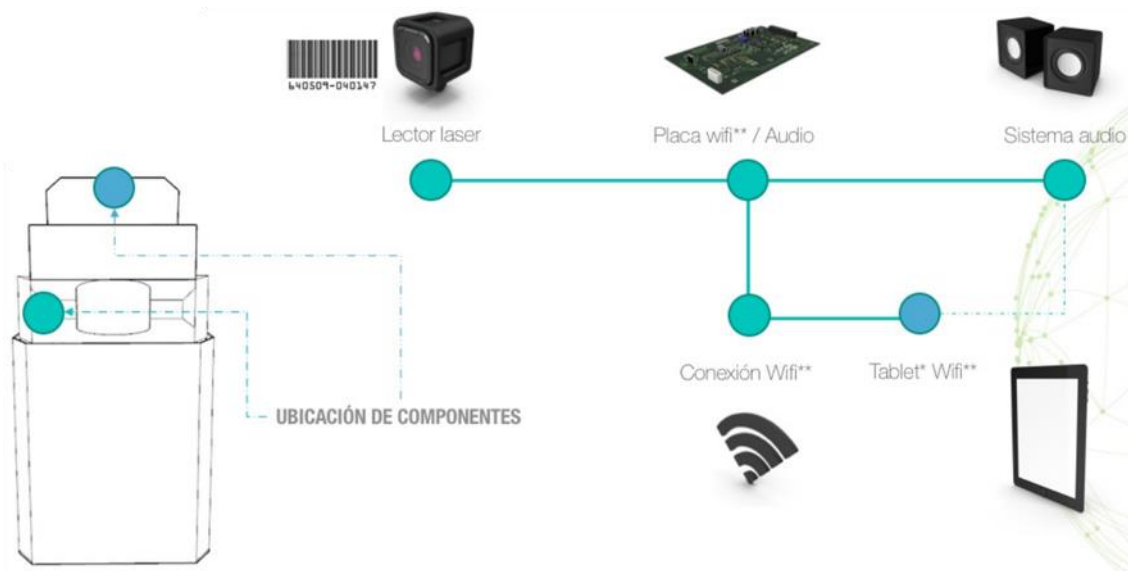 640509-040147
Lector laser
Placa wifi** / Audio
Sistema audio
Conexión Wifi**
Tablet* Wifi**
UBICACIÓN DE COMPONENTES